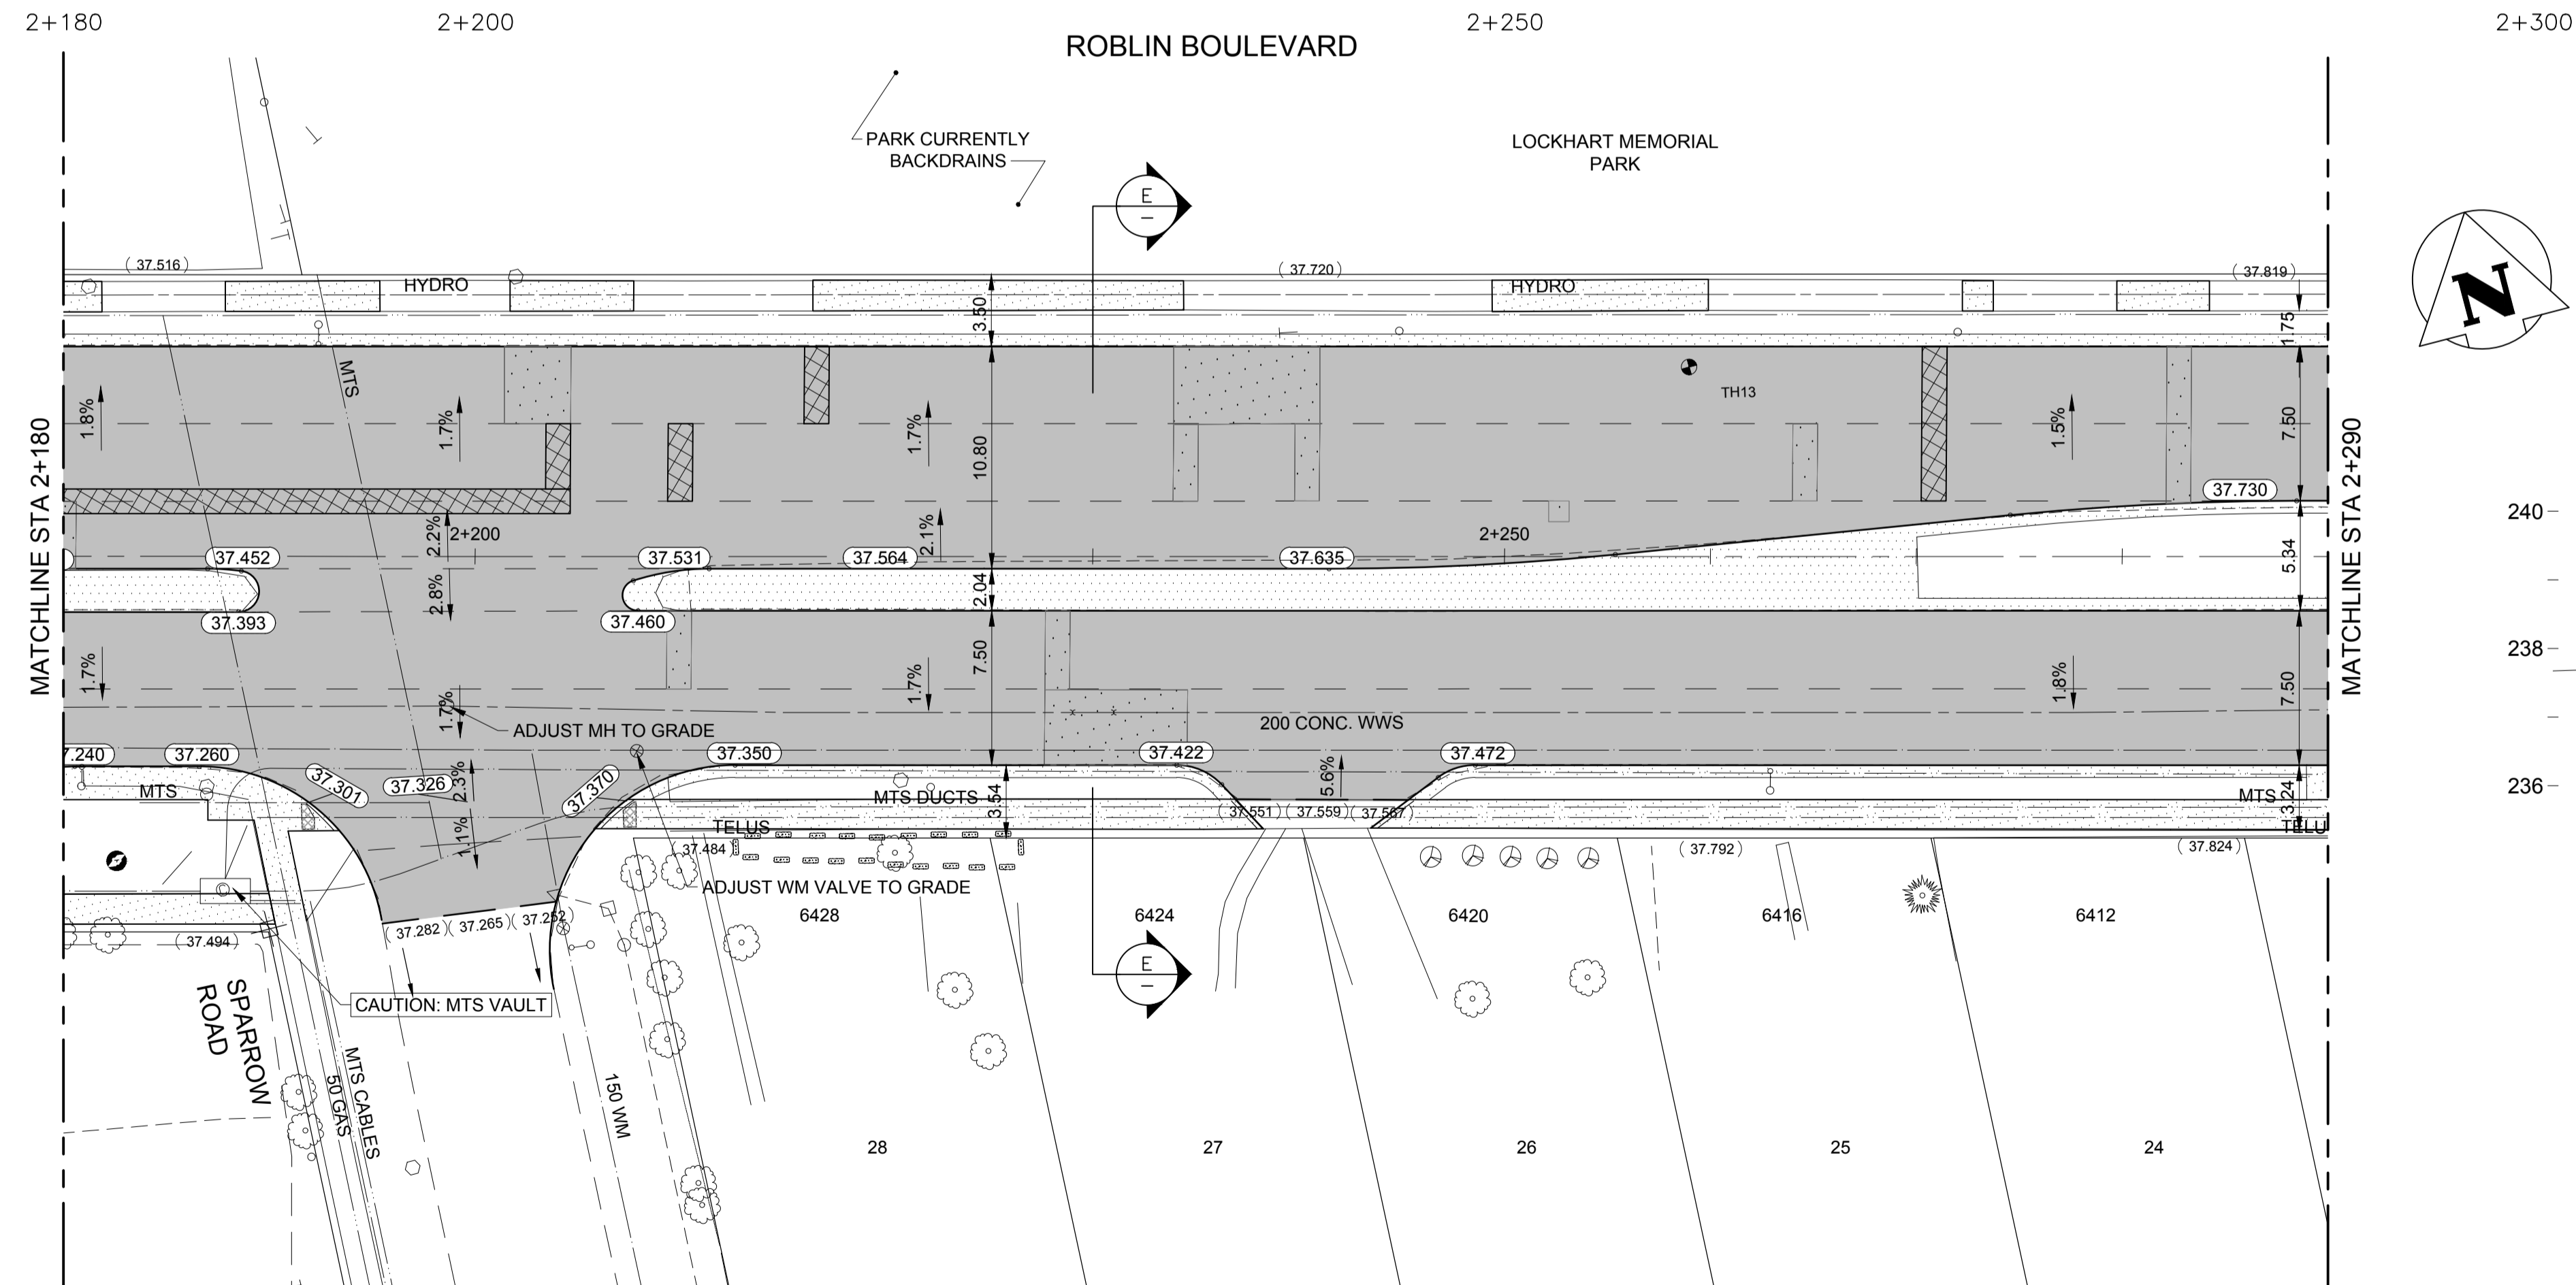 2+180
2+200
2+250
2+300
ROBLIN BOULEVARD
PARK CURRENTLY
BACKDRAINS
LOCKHART MEMORIAL
PARK
E
–
N
(37.516)
HYDRO
(37.720)
HYDRO
(37.819)
3.50
1.75
MTS
TH13
1.8%
1.7%
1.7%
1.5%
10.80
7.50
MATCHLINE STA 2+180
MATCHLINE STA 2+290
37.730
240
2.2%
2+200
2.1%
2+250
37.452
37.531
37.564
37.635
5.34
2.8%
2.04
37.393
37.460
238
1.7%
1.7%
1.7%
7.50
1.8%
7.50
ADJUST MH TO GRADE
200 CONC. WWS
7.240
37.260
37.350
37.422
37.472
37.301
37.326
2.3%
37.370
5.6%
236
MTS
MTS DUCTS
3.54
MTS
3.24
(37.551)
(37.559)
(37.567)
TELUS
TELU
1.1%
(37.484)
(37.792)
(37.824)
ADJUST WM VALVE TO GRADE
6428
6424
6420
6416
6412
(37.282)
(37.265)
(37.252)
(37.494)
E
–
CAUTION: MTS VAULT
SPARROW
ROAD
50 GAS
MTS CABLES
150 WM
28
27
26
25
24